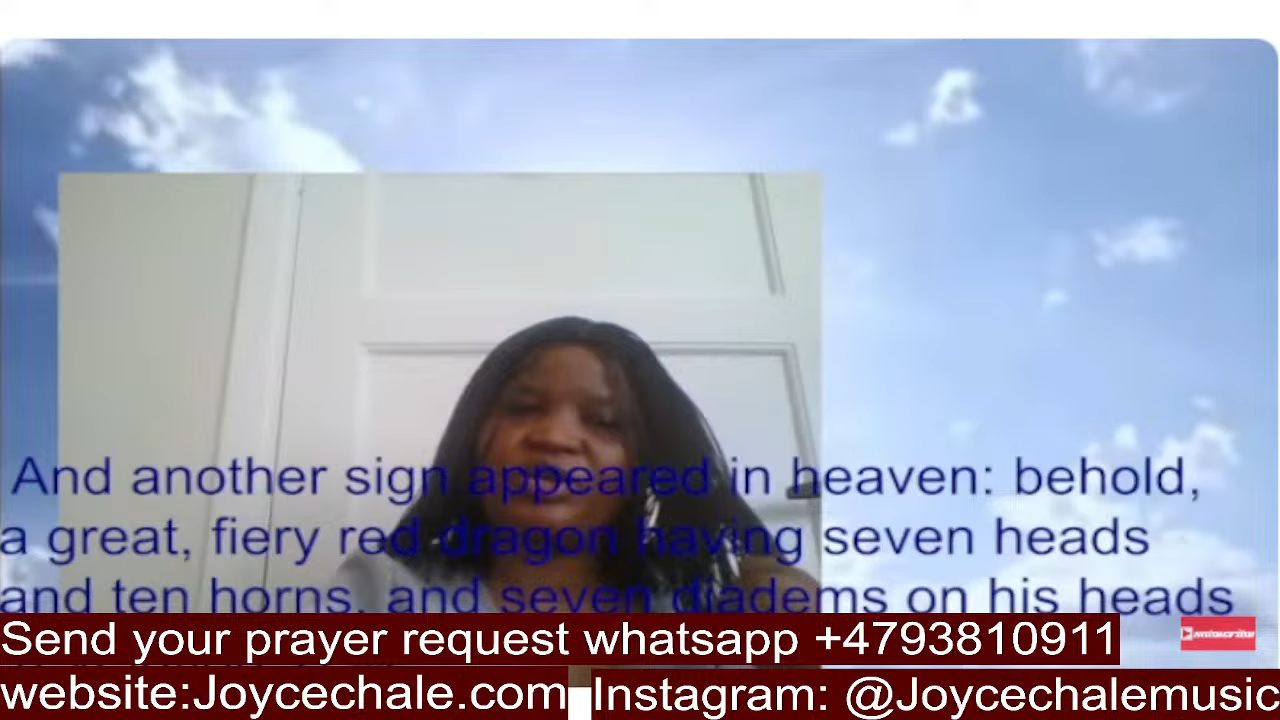 And another sign appeared in heaven: behold,
a great, fiery red dragon having seven heads
and ten horns, and seven diadems on his heads
Send your prayer request whatsapp +4793810911
website:Joycechale.com Instagram: @Joycechalemusic